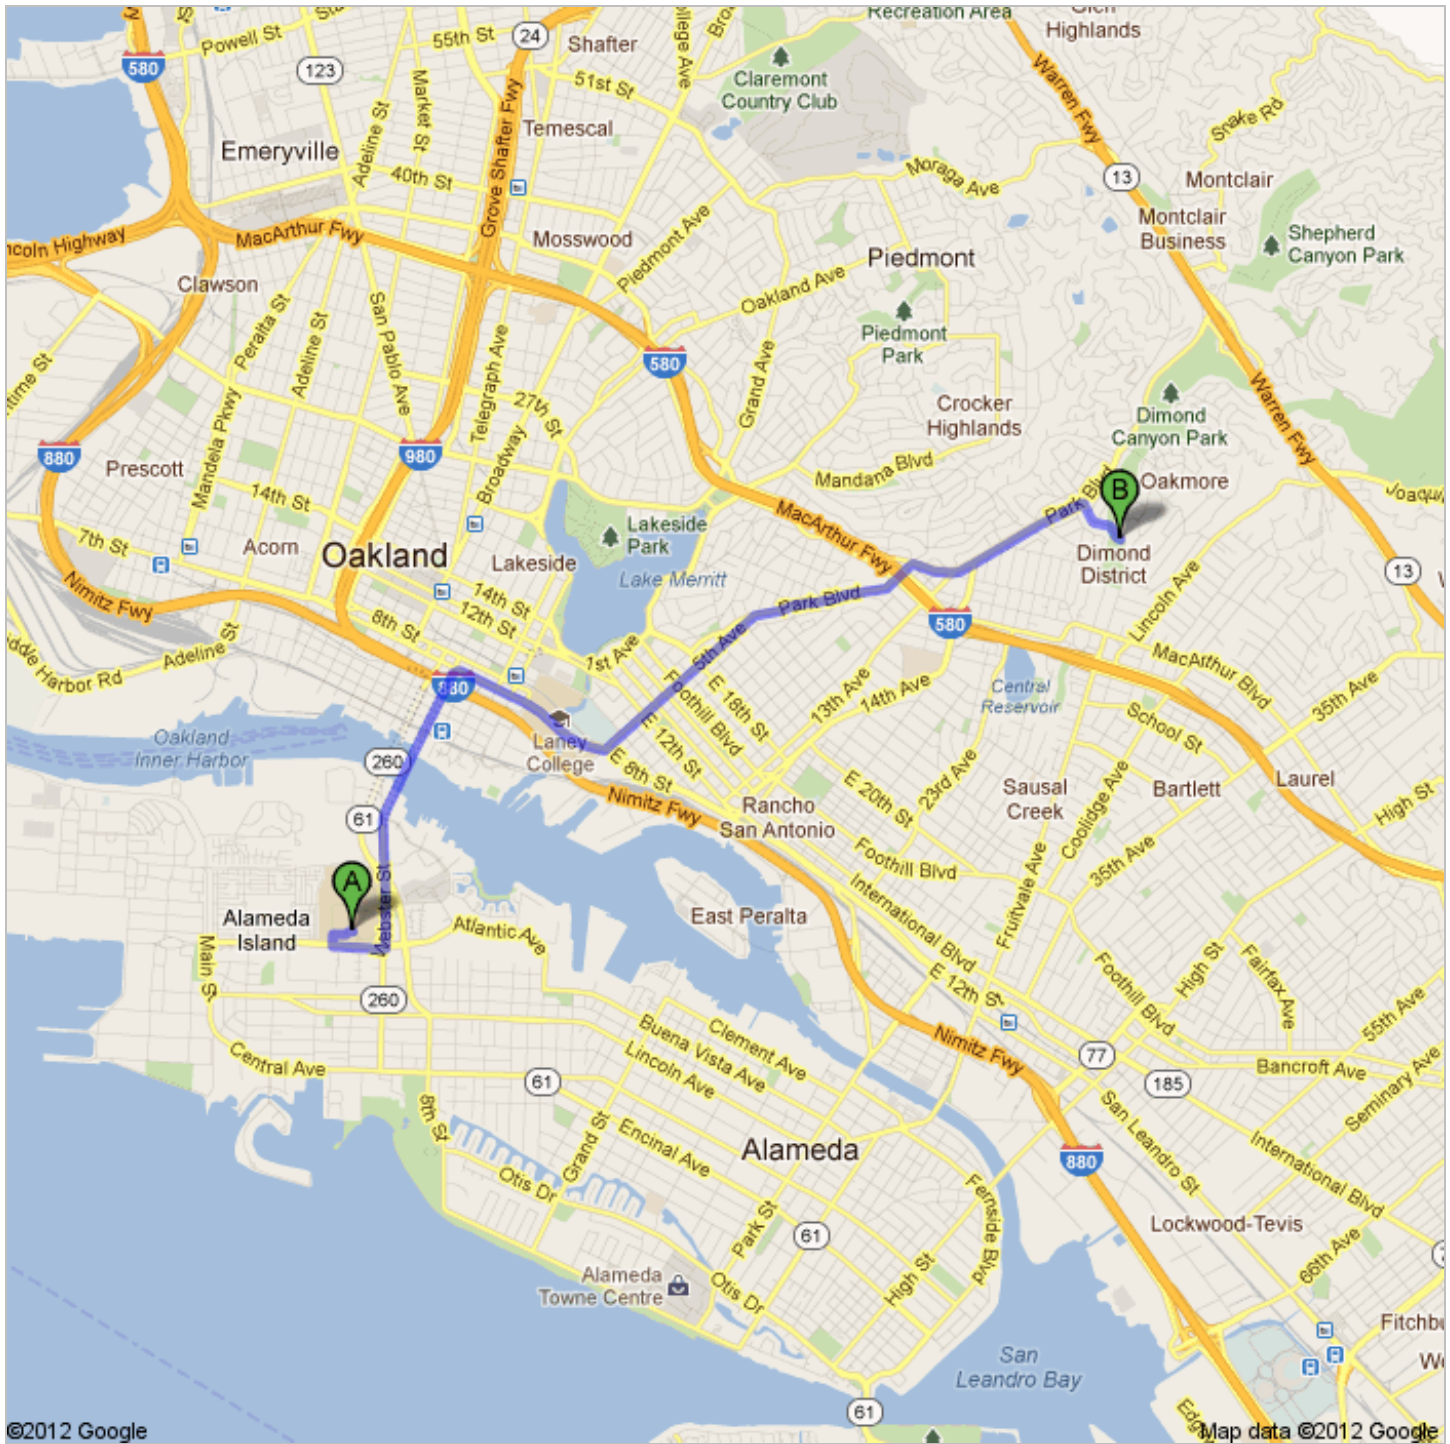 Recreation Area
Glen
Highlands
Powell St
55th St
24
Shafter
580
123
51st St
Claremont
Country Club
Warren Fwy
Market St
Adeline St
Grove Shafter Fwy
Temescal
Snake Rd
Emeryville
40th St
Moraga Ave
13
Montclair
Montclair
Business
Shepherd
Canyon Park
MacArthur Fwy
Mosswood
Piedmont Ave
Piedmont
Clawson
Oakland Ave
Peralta St
Adeline St
San Pablo Ave
Telegraph Ave
Piedmont
Park
580
Grand Ave
Warren Fwy
27th St
Crocker
Highlands
Dimond
Canyon Park
Mandela Pkwy
Broadway
980
880
Prescott
Mandana Blvd
14th St
Park Blvd
B
Oakmore
MacArthur Fwy
7th St
Acorn
Oakland
Lakeside
Lakeside
Park
Lake Merritt
Dimond
District
13
Nimitz Fwy
14th St
12th St
8th St
Park Blvd
Lincoln Ave
580
Adeline St
1st Ave
5th Ave
MacArthur Blvd
35th Ave
880
Foothill Blvd
E 18th St
13th Ave
14th Ave
Central
Reservoir
School St
Oakland
Inner Harbor
260
Laney
College
E 12th St
E 8th St
23rd Ave
E 20th St
Sausal
Creek
Coolidge Ave
Bartlett
Laurel
High St
61
Nimitz Fwy
Rancho
San Antonio
Foothill Blvd
35th Ave
A
Webster St
Alameda
Island
Atlantic Ave
East Peralta
International Blvd
Fruitvale Ave
Main St
E 12th St
Foothill Blvd
High St
Fairfax Ave
55th Ave
260
Clement Ave
Buena Vista Ave
Lincoln Ave
Nimitz Fwy
77
185
Bancroft Ave
Seminary Ave
Central Ave
61
8th St
Grand St
Encinal Ave
Alameda
880
San Leandro St
International Blvd
Otis Dr
Fernside Blvd
Park St
61
Lockwood-Tevis
66th Ave
High St
Alameda
Towne Centre
Otis Dr
San
Leandro Bay
61
©2012 Google
Map data ©2012 Google